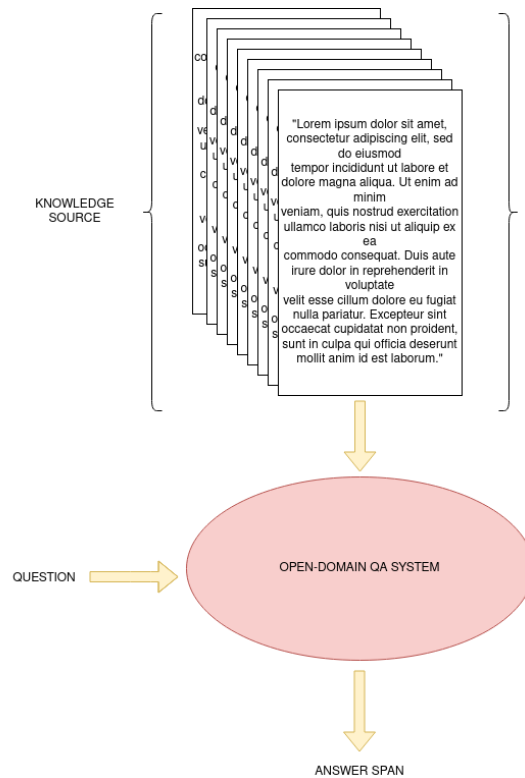 KNOWLEDGE
SOURCE
"Lorem ipsum dolor sit amet,
consectetur adipiscing elit, sed
do eiusmod
tempor incididunt ut labore et
dolore magna aliqua. Ut enim ad
minim
veniam, quis nostrud exercitation
ullamco laboris nisi ut aliquip ex
ea
commodo consequat. Duis aute
irure dolor in reprehenderit in
voluptate
velit esse cillum dolore eu fugiat
nulla pariatur. Excepteur sint
occaecat cupidatat non proident,
sunt in culpa qui officia deserunt
mollit anim id est laborum."
OPEN-DOMAIN QA SYSTEM
QUESTION
ANSWER SPAN